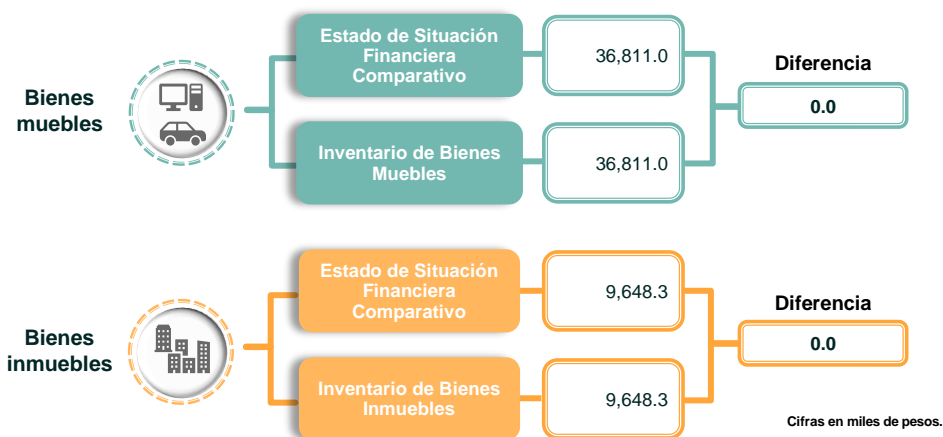 Bienes
muebles
Estado de Situación
Financiera
Comparativo
36,811.0
Inventario de Bienes
Muebles
36,811.0
Diferencia
0.0
Bienes
inmuebles
Estado de Situación
Financiera
Comparativo
9,648.3
Inventario de Bienes
Inmuebles
9,648.3
Diferencia
0.0
Cifras en miles de pesos.